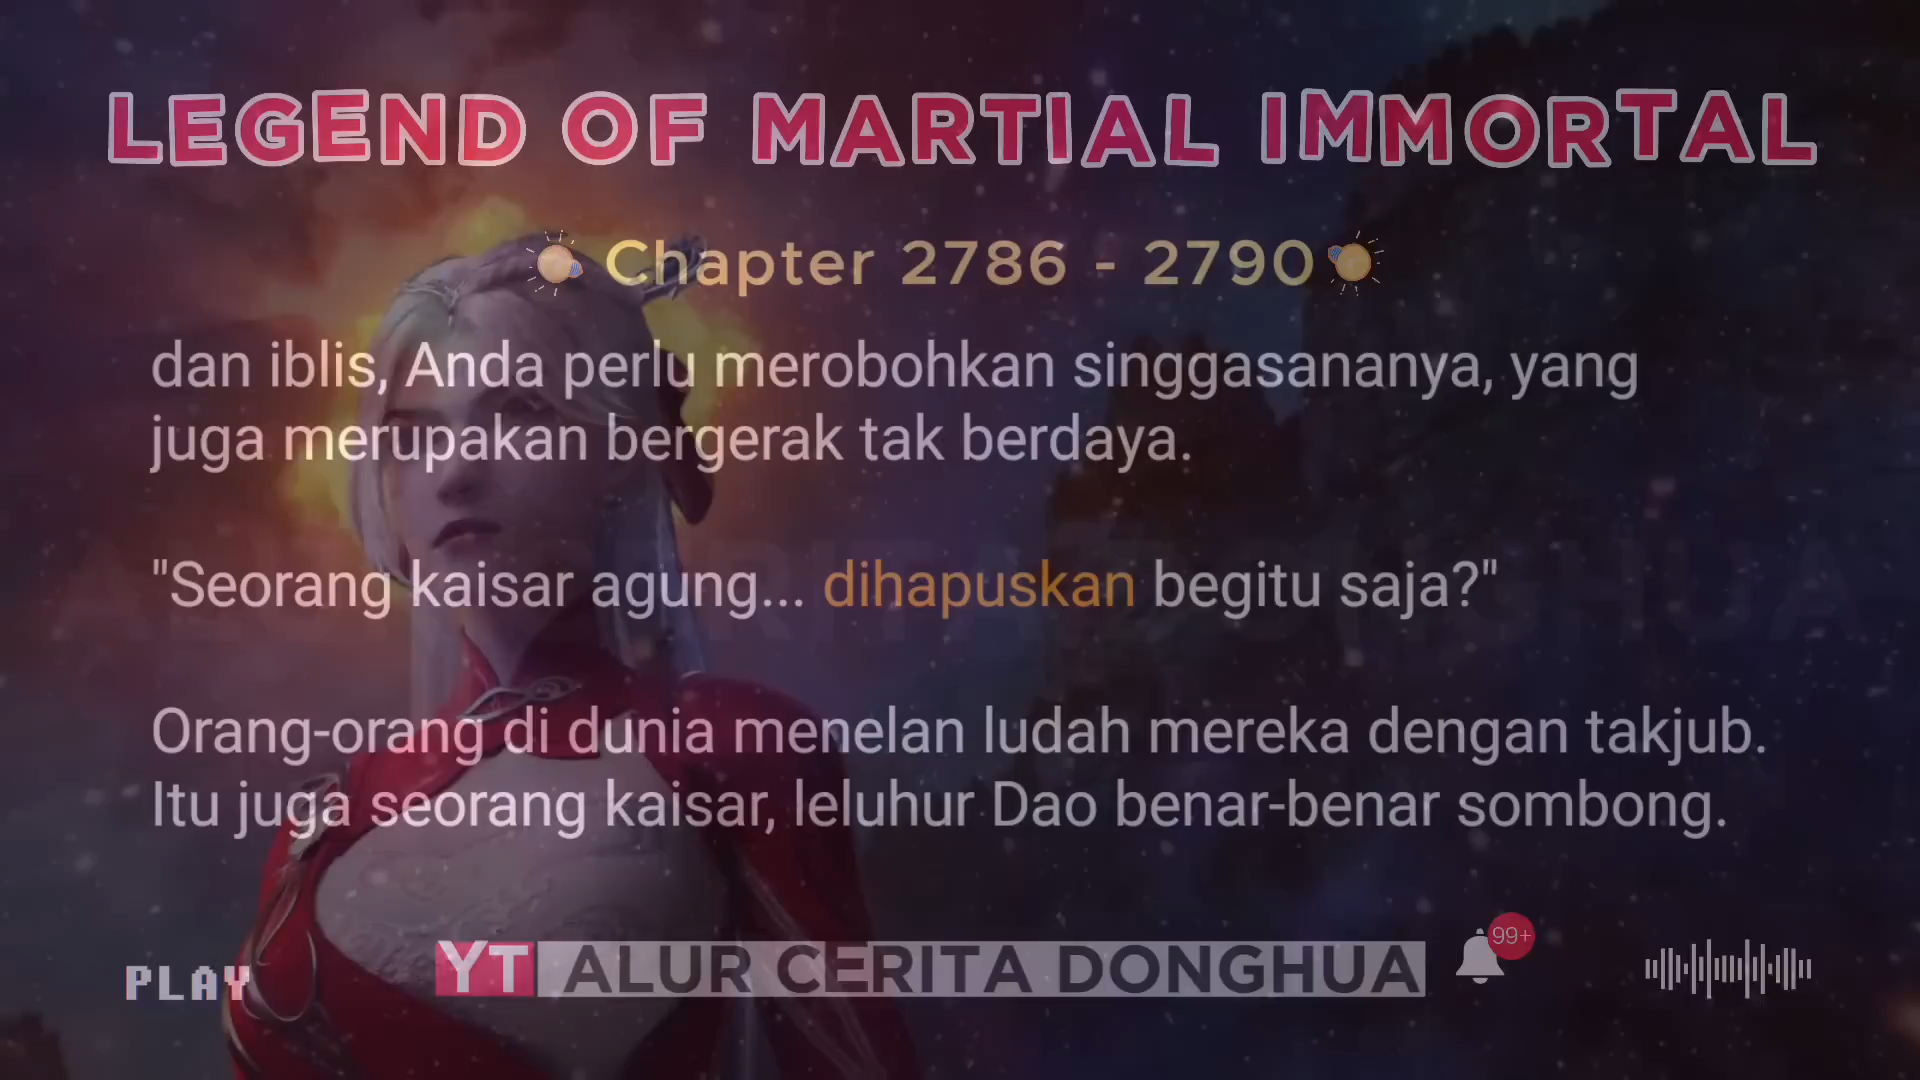 LEGEND OF MARTIAL IMMORTAL
Chapter 2786 - 2790
dan iblis, Anda perlu merobohkan singgasananya, yang
juga merupakan bergerak tak berdaya.
"Seorang kaisar agung... dihapuskan begitu saja?"
Orang-orang di dunia menelan ludah mereka dengan takjub.
Itu juga seorang kaisar, leluhur Dao benar-benar sombong.
PLAY
YT ALUR CERITA DONGHUA
99+